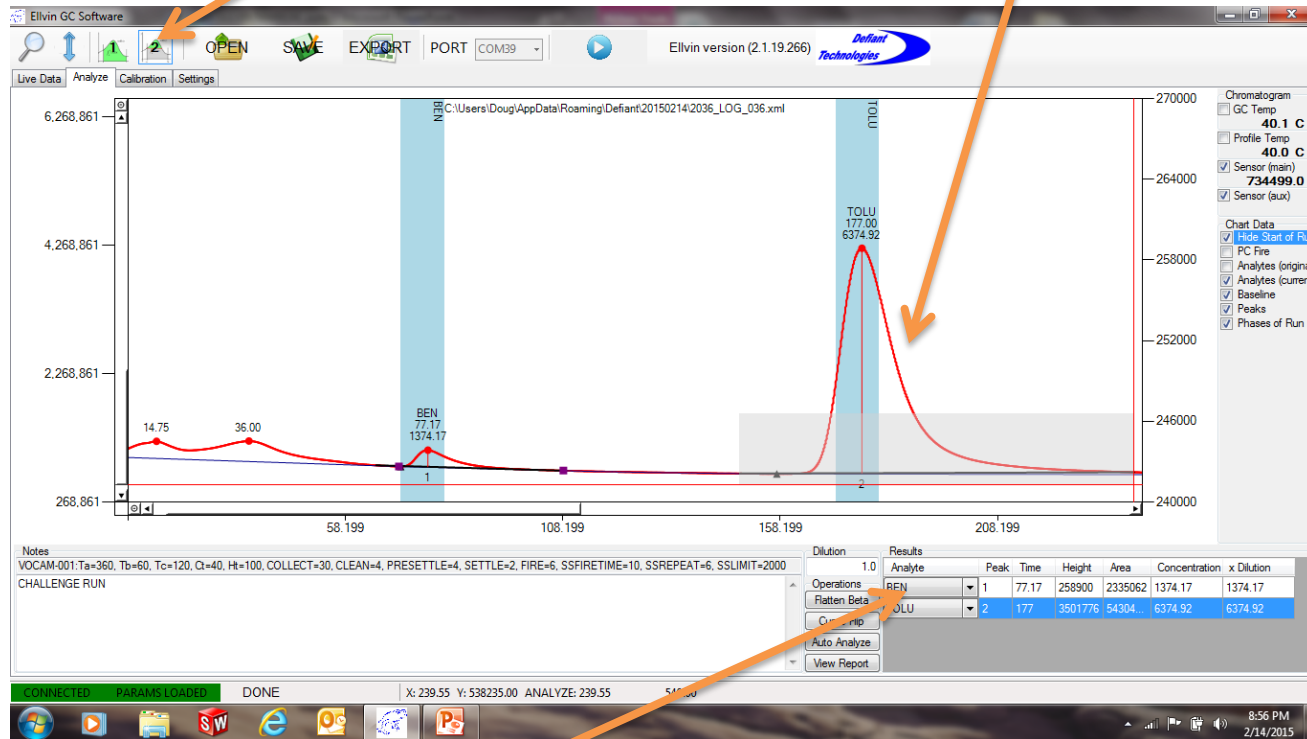 Ellvin GC Software
1 2 OPEN SAVE EXPORT PORT COM39 Ellvin version (2.1.19.266) Defiant Technologies
Live Data Analyze Calibration Settings
C:\Users\Doug\AppData\Roaming\Defiant\20150214\2036_LOG_036.xml
BEN
TOLU
6,268,861
4,268,861
2,268,861
268,861
14.75
36.00
BEN
77.17
1374.17
1
TOLU
177.00
6374.92
2
270000
264000
258000
252000
246000
240000
58.199 108.199 158.199 208.199
Chromatogram
GC Temp
40.1 C
Profile Temp
40.0 C
Sensor (main)
734499.0
Sensor (aux)
Chart Data
Hide Start of Ru
PC Fire
Analytes (origina
Analytes (curren
Baseline
Peaks
Phases of Run
Notes
VOCAM-001:Ta=360, Tb=60, Tc=120, Ct=40, Ht=100, COLLECT=30, CLEAN=4, PRESETTLE=4, SETTLE=2, FIRE=6, SSFIRETIME=10, SSREPEAT=6, SSLIMIT=2000
CHALLENGE RUN
Dilution
1.0
Operations
Flatten Beta
Auto Analyze
View Report
Results
Analyte Peak Time Height Area Concentration x Dilution
BEN 1 77.17 258900 2335062 1374.17 1374.17
2 177 3501776 54304... 6374.92 6374.92
CONNECTED PARAMS LOADED DONE X: 239.55 Y: 538235.00 ANALYZE: 239.55
SW
8:56 PM
2/14/2015